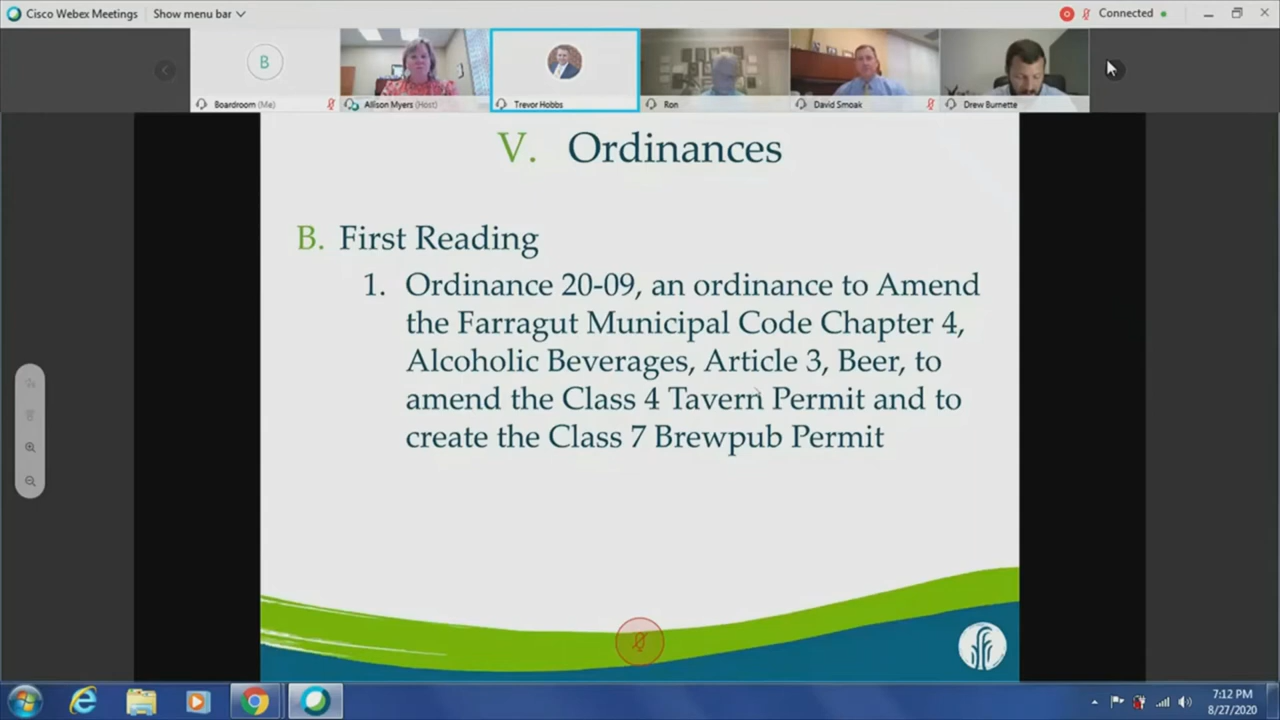 Cisco Webex Meetings Show menu bar Connected
B
Boardroom (Me) Allison Myers (Host) Trevor Hobbs Ron David Smoak Drew Burnette
V. Ordinances
B. First Reading
1. Ordinance 20-09, an ordinance to Amend
the Farragut Municipal Code Chapter 4,
Alcoholic Beverages, Article 3, Beer, to
amend the Class 4 Tavern Permit and to
create the Class 7 Brewpub Permit
7:12 PM
8/27/2020